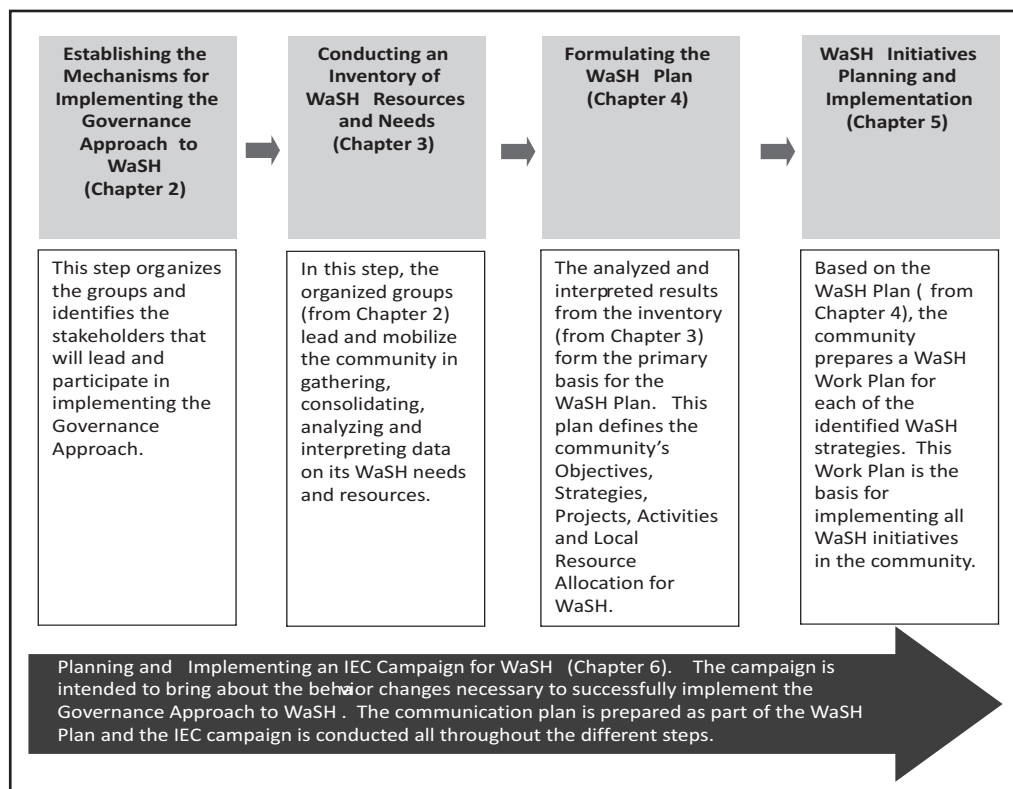 Establishing the
Mechanisms for
Implementing the
Governance
Approach to
WaSH
(Chapter 2)
Conducting an
Inventory of
WaSH Resources
and Needs
(Chapter 3)
Formulating the
WaSH Plan
(Chapter 4)
WaSH Initiatives
Planning and
Implementation
(Chapter 5)
This step organizes
the groups and
identifies the
stakeholders that
will lead and
participate in
implementing the
Governance
Approach.
In this step, the
organized groups
(from Chapter 2)
lead and mobilize
the community in
gathering,
consolidating,
analyzing and
interpreting data
on its WaSH needs
and resources.
The analyzed and
interpreted results
from the inventory
(from Chapter 3)
form the primary
basis for the
WaSH Plan. This
plan defines the
community's
Objectives,
Strategies,
Projects, Activities
and Local
Resource
Allocation for
WaSH.
Based on the
WaSH Plan ( from
Chapter 4), the
community
prepares a WaSH
Work Plan for
each of the
identified WaSH
strategies. This
Work Plan is the
basis for
implementing all
WaSH initiatives
in the community.
Planning and Implementing an IEC Campaign for WaSH (Chapter 6). The campaign is
intended to bring about the behavior changes necessary to successfully implement the
Governance Approach to WaSH . The communication plan is prepared as part of the WaSH
Plan and the IEC campaign is conducted all throughout the different steps.